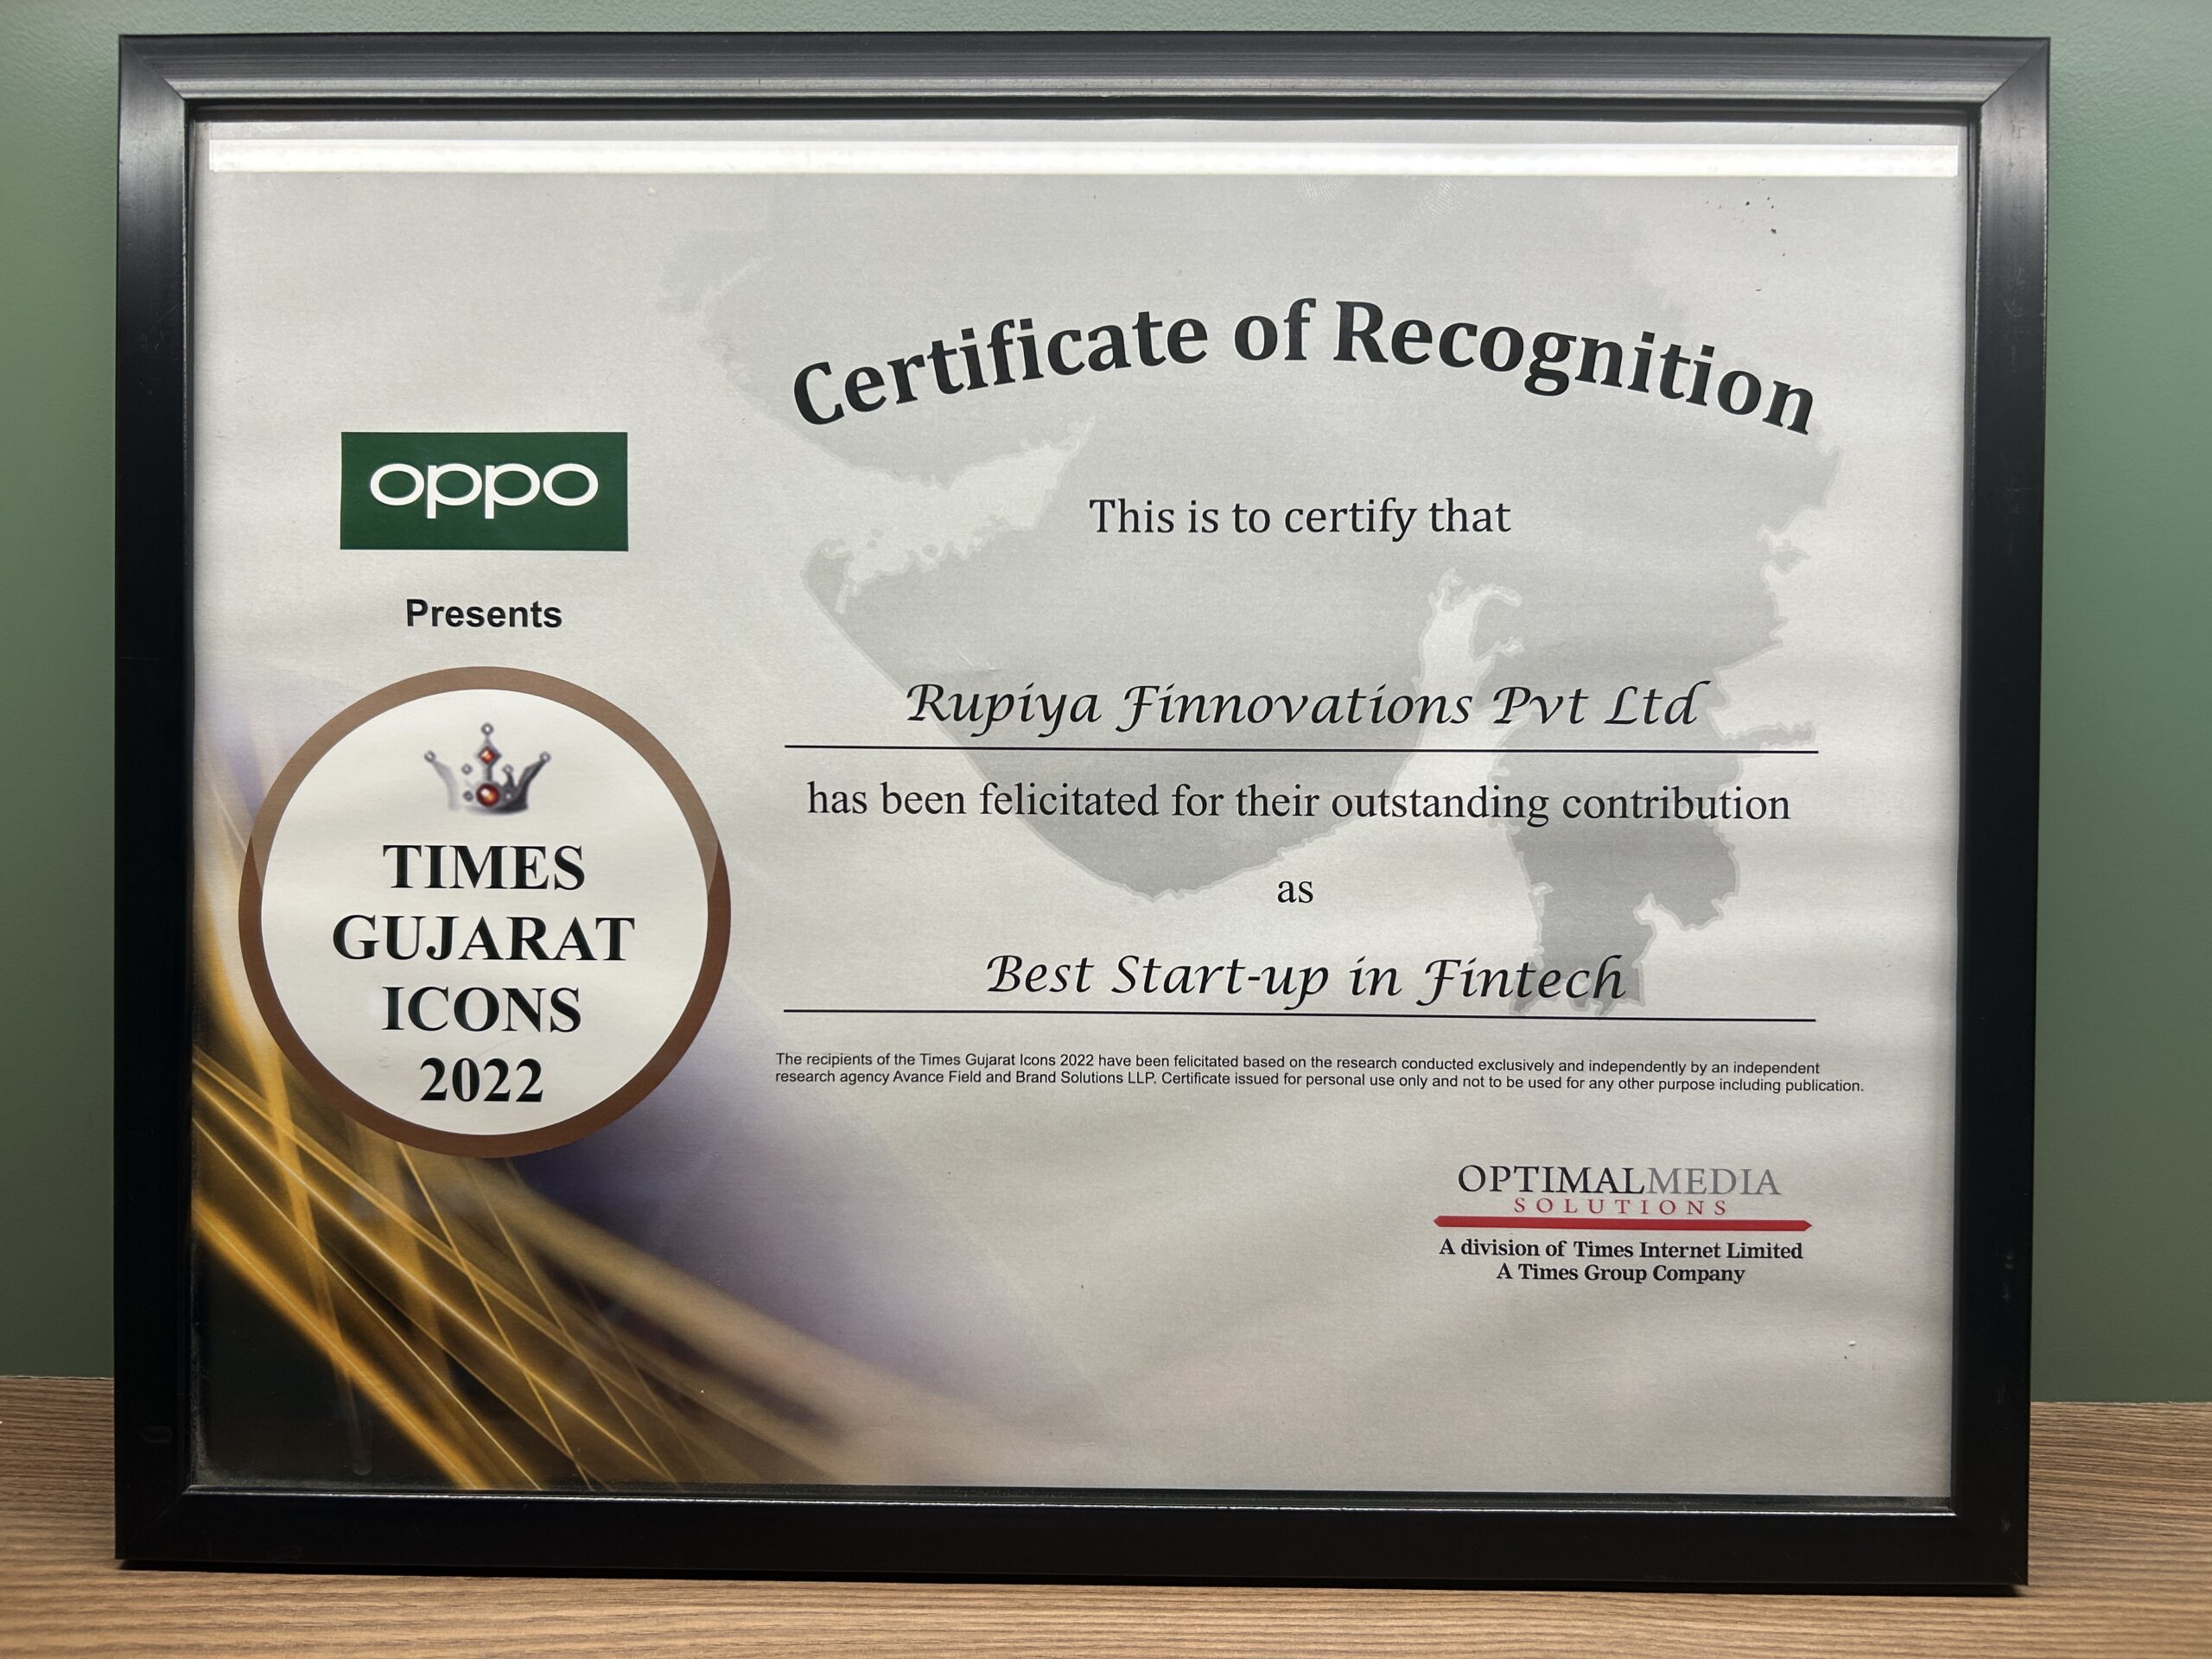 Certificate of Recognition
oppo
Presents
TIMES
GUJARAT
ICONS
2022
This is to certify that
Rupiya Finnovations Pvt Ltd
has been felicitated for their outstanding contribution
as
Best Start-up in Fintech
The recipients of the Times Gujarat Icons 2022 have been felicitated based on the research conducted exclusively and independently by an independent
research agency Avance Field and Brand Solutions LLP. Certificate issued for personal use only and not to be used for any other purpose including publication.
OPTIMALMEDIA
SOLUTIONS
A division of Times Internet Limited
A Times Group Company